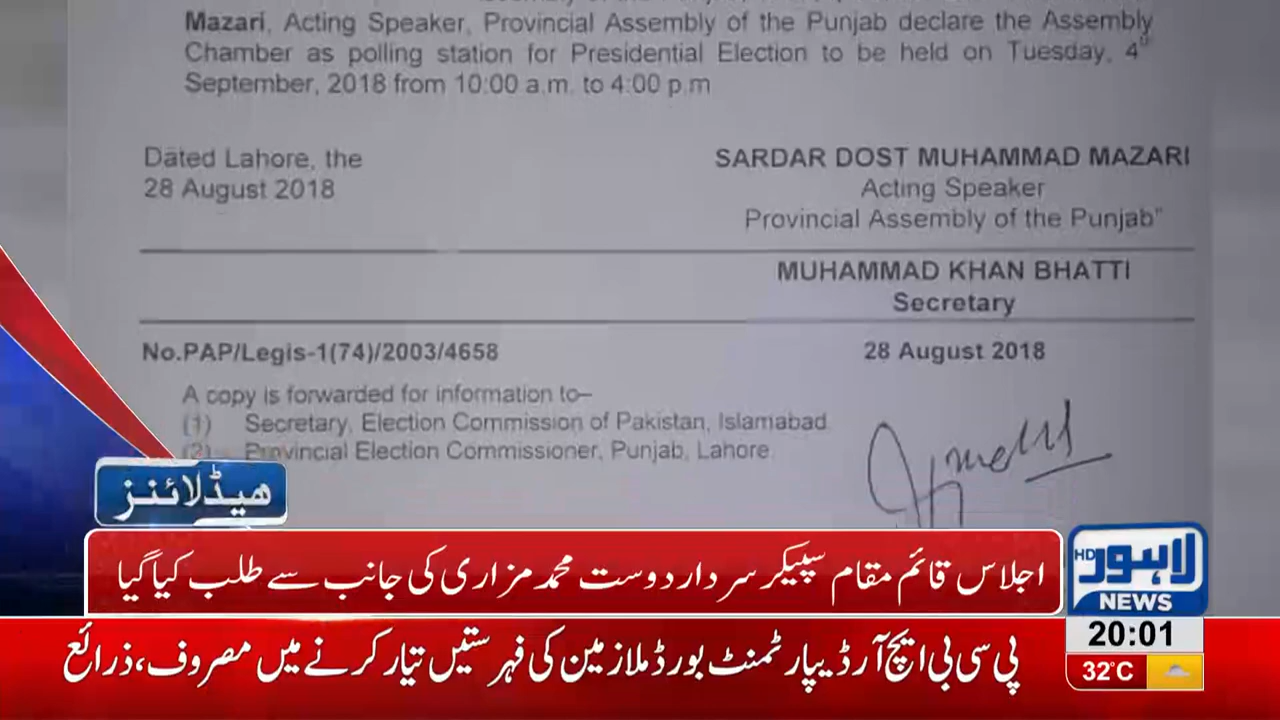 Mazari, Acting Speaker, Provincial Assembly of the Punjab declare the Assembly
Chamber as polling station for Presidential Election to be held on Tuesday, 4th
September, 2018 from 10:00 a.m. to 4:00 p.m
Dated Lahore, the
28 August 2018
SARDAR DOST MUHAMMAD MAZARI
Acting Speaker
Provincial Assembly of the Punjab"
MUHAMMAD KHAN BHATTI
Secretary
No.PAP/Legis-1(74)/2003/4658
28 August 2018
A copy is forwarded for information to–
(1) Secretary, Election Commission of Pakistan, Islamabad
(2) Provincial Election Commissioner, Punjab, Lahore
ھیڈلائنز
اجلاس قائم مقام سپیکر سردار دوست محمد مزاری کی جانب سے طلب کیا گیا
HD
لاہور
NEWS
20:01
پی سی بی ایچ آر ڈیپارٹمنٹ بورڈ ملازمین کی فہرستیں تیار کرنے میں مصروف، ذرائع
32°C